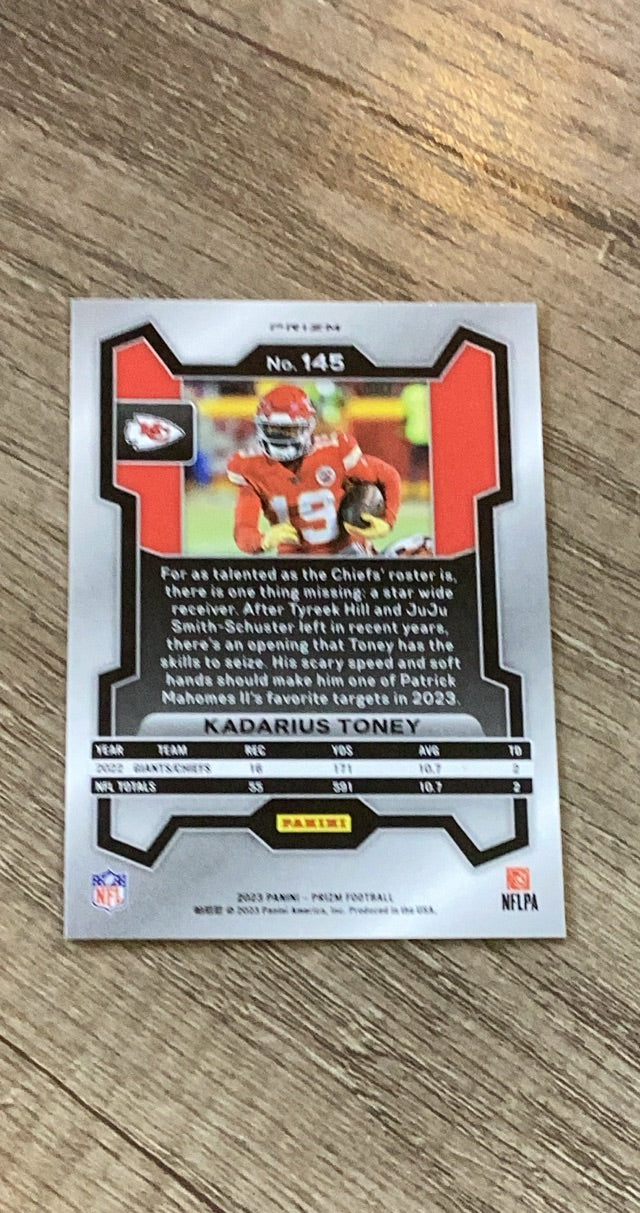 PRIZM
No. 145
19
For as talented as the Chiefs' roster is,
there is one thing missing: a star wide
receiver. After Tyreek Hill and JuJu
Smith-Schuster left in recent years,
there's an opening that Toney has the
skills to seize. His scary speed and soft
hands should make him one of Patrick
Mahomes II's favorite targets in 2023.
KADARIUS TONEY
YEAR TEAM REC YDS AVG TD
2022 GIANTS/CHIEFS 16 171 10.7 2
NFL TOTALS 55 591 10.7 2
PANINI
NFL
2023 PANINI – PRIZM FOOTBALL
© 2023 Panini America, Inc. Produced in the USA.
NFLPA